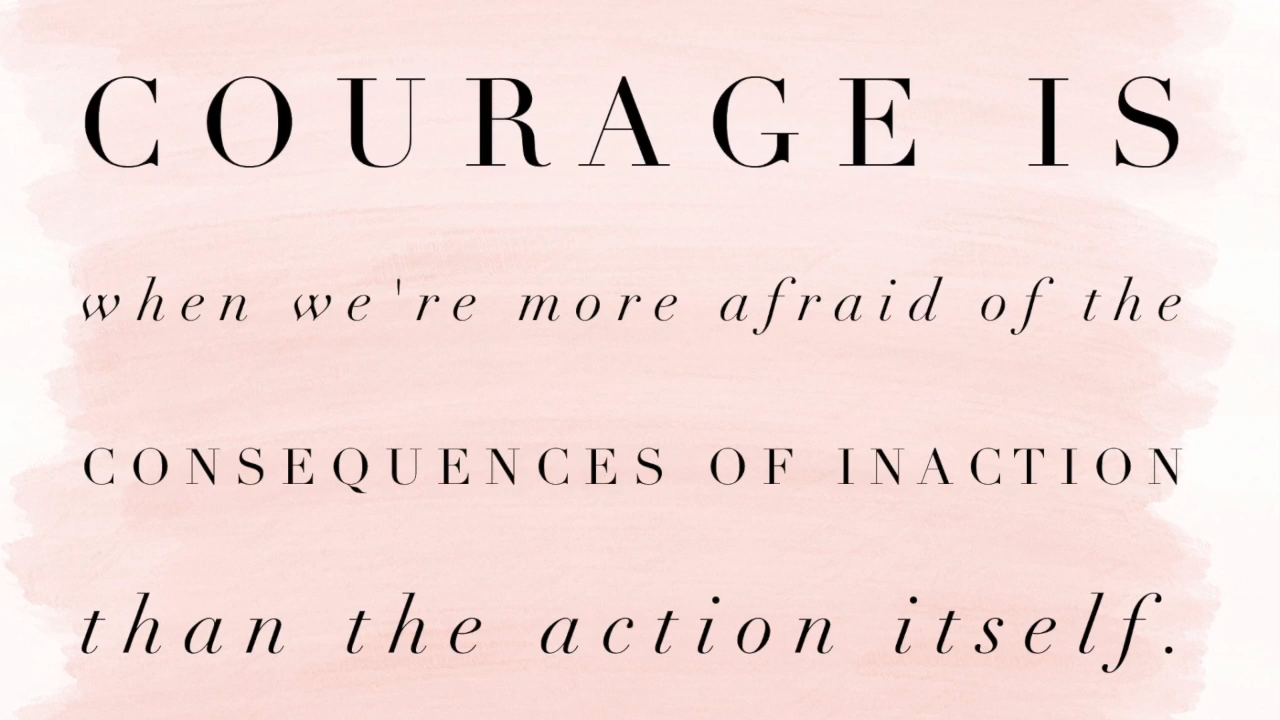 COURAGE IS
when we're more afraid of the
CONSEQUENCES OF INACTION
than the action itself.